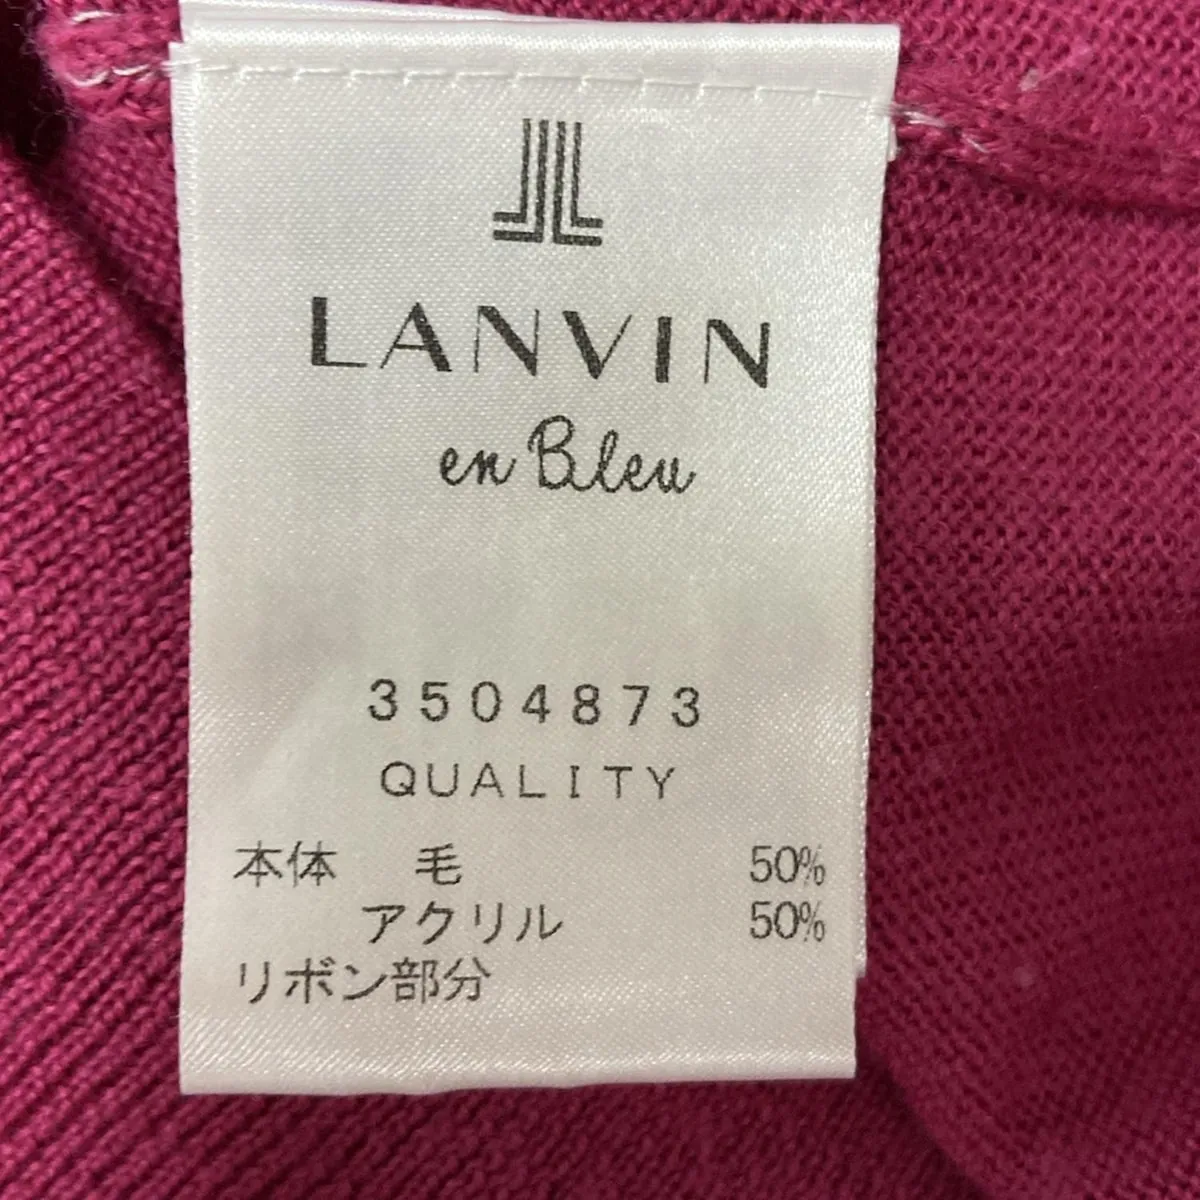 LANVIN
en Bleu
3504873
QUALITY
本体 毛 50%
アクリル 50%
リボン部分